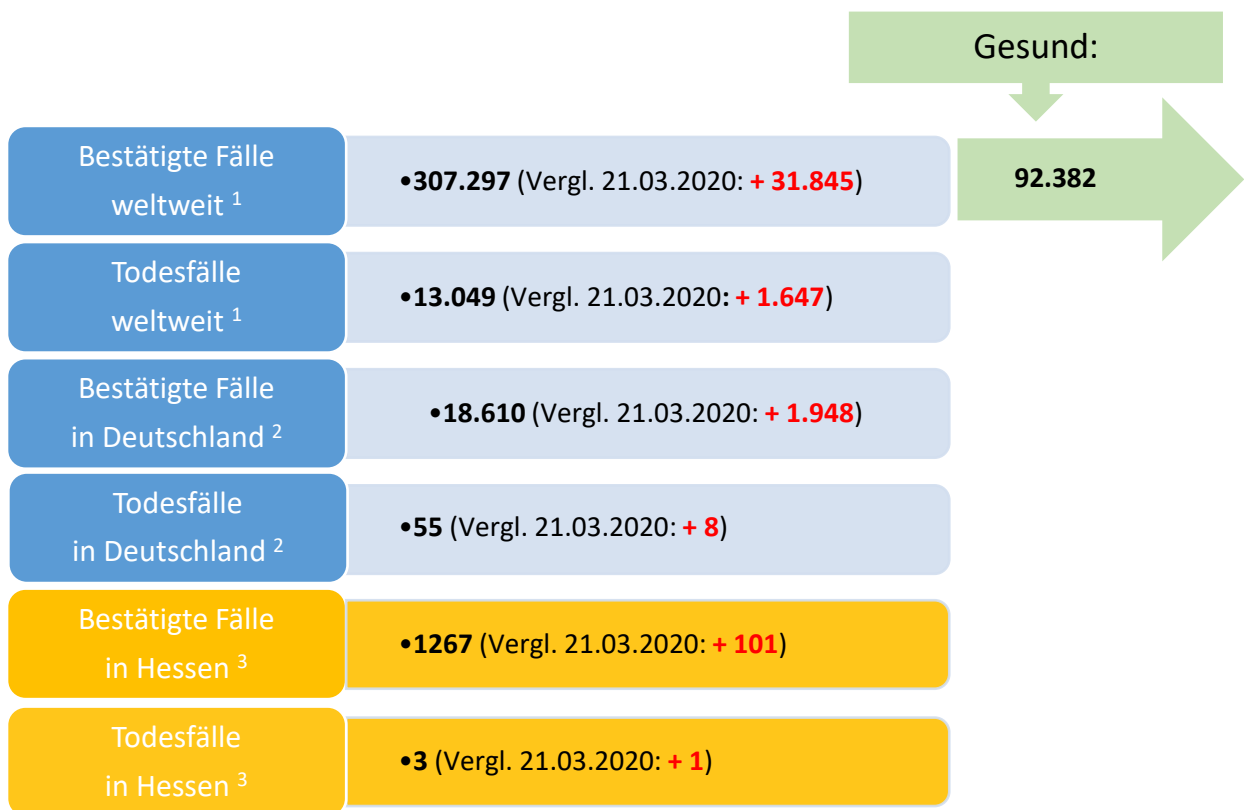 Gesund:
Bestätigte Fälle
weltweit ¹
•307.297 (Vergl. 21.03.2020: + 31.845)
92.382
Todesfälle
weltweit ¹
•13.049 (Vergl. 21.03.2020: + 1.647)
Bestätigte Fälle
in Deutschland ²
•18.610 (Vergl. 21.03.2020: + 1.948)
Todesfälle
in Deutschland ²
•55 (Vergl. 21.03.2020: + 8)
Bestätigte Fälle
in Hessen ³
•1267 (Vergl. 21.03.2020: + 101)
Todesfälle
in Hessen ³
•3 (Vergl. 21.03.2020: + 1)